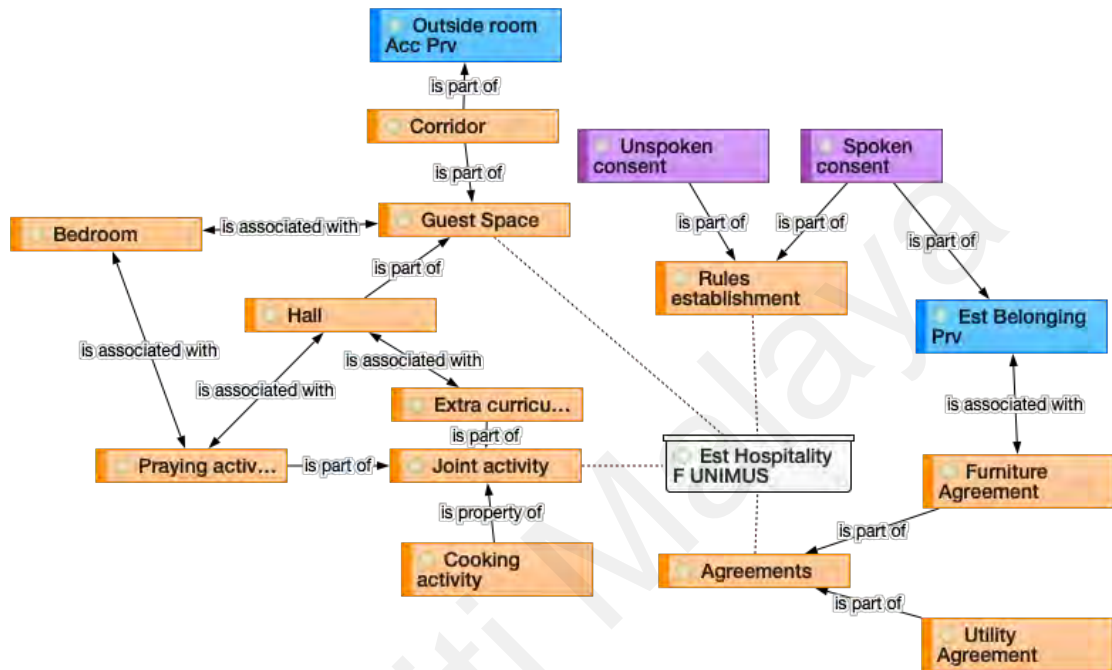 Outside room
Acc Prv
is part of
Corridor
is part of
Unspoken
consent
Spoken
consent
Guest Space
Bedroom
is associated with
is part of
is part of
is part of
is part of
Rules
establishment
Hall
Est Belonging
Prv
is associated with
is associated with
is associated with
is associated with
Extra curricu...
is part of
Praying activ...
is part of
Joint activity
Est Hospitality
F UNIMUS
Furniture
Agreement
is property of
is part of
Cooking
activity
Agreements
is part of
Utility
Agreement
ti Malaya